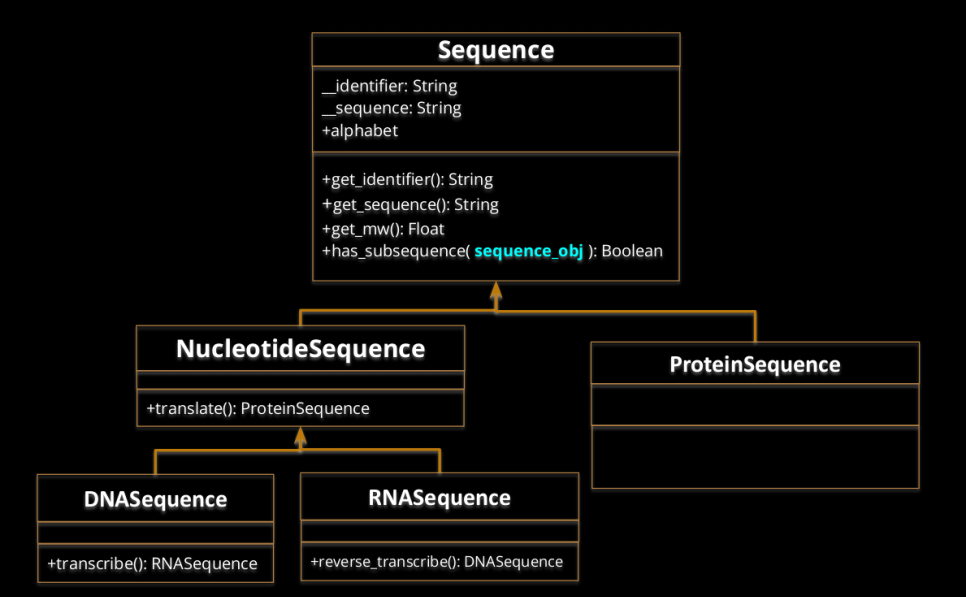 Sequence
__identifier: String
__sequence: String
+alphabet
+get_identifier(): String
+get_sequence(): String
+get_mw(): Float
+has_subsequence( sequence_obj ): Boolean
NucleotideSequence
+translate(): ProteinSequence
ProteinSequence
DNASequence
+transcribe(): RNASequence
RNASequence
+reverse_transcribe(): DNASequence